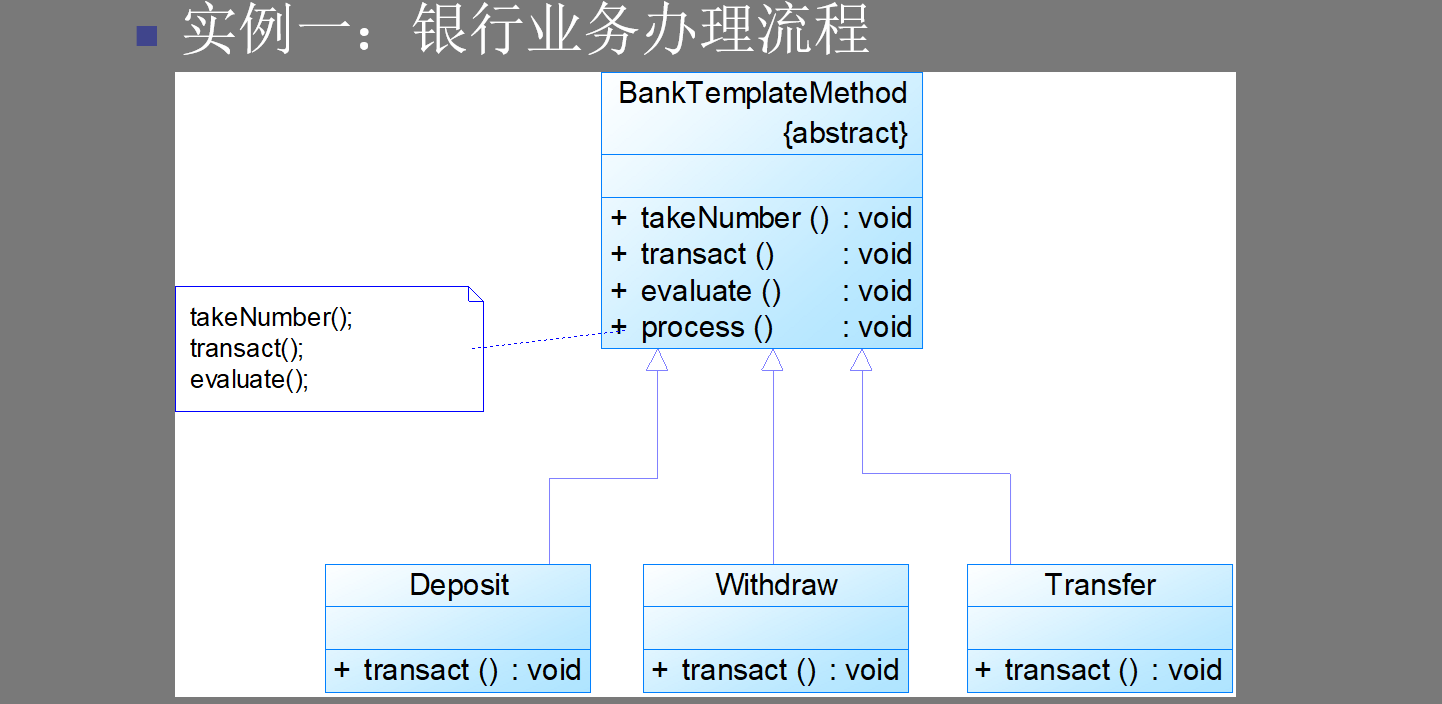 实例一：银行业务办理流程
BankTemplateMethod
{abstract}
+ takeNumber () : void
+ transact () : void
+ evaluate () : void
+ process () : void
takeNumber();
transact();
evaluate();
Deposit
+ transact () : void
Withdraw
+ transact () : void
Transfer
+ transact () : void